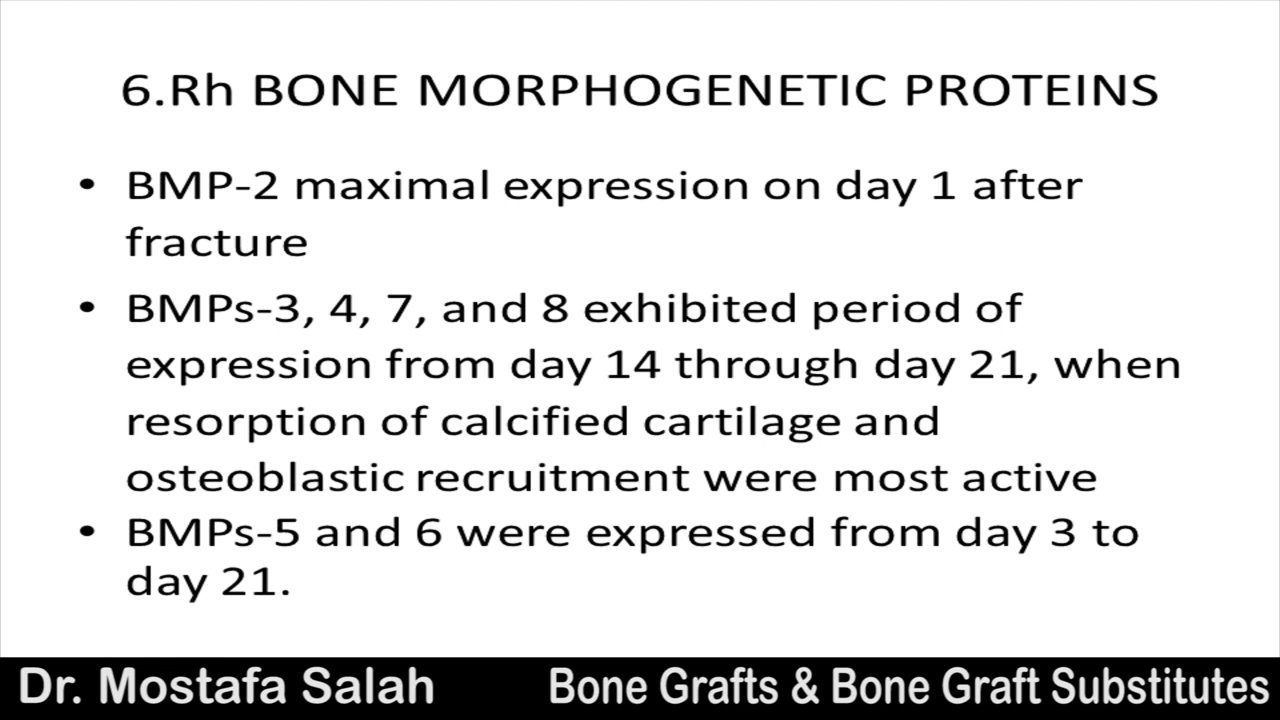 6.Rh BONE MORPHOGENETIC PROTEINS
• BMP-2 maximal expression on day 1 after
fracture
• BMPs-3, 4, 7, and 8 exhibited period of
expression from day 14 through day 21, when
resorption of calcified cartilage and
osteoblastic recruitment were most active
• BMPs-5 and 6 were expressed from day 3 to
day 21.
Dr. Mostafa Salah Bone Grafts & Bone Graft Substitutes